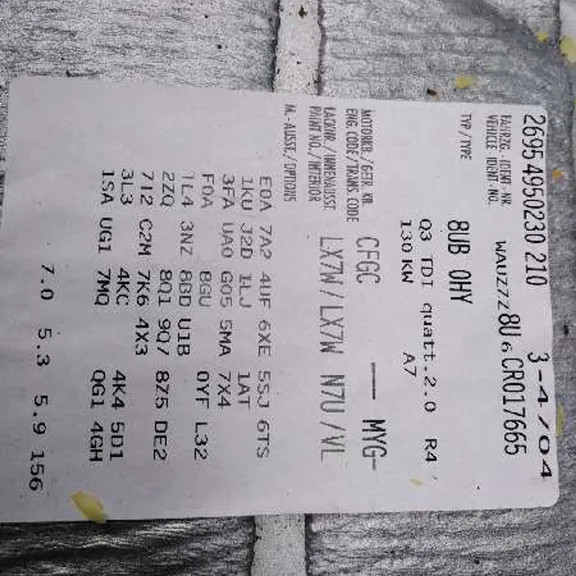 2695 4950230 210 3-4704
FAHRZG.-IDENT-NR.
VEHICLE IDENT-NO. WAUZZZ8U6CR017665
TYP/TYPE 8UB 0HY
Q3 TDI quatt.2.0 R4
130 KW A7
MOTORKB./GETR.KB.
ENG.CODE/TRANS.CODE CFGC ---- MYG-
LACKNR./INNENAUSST.
PAINT NO./INTERIOR LX7W/LX7W N7U/VL
M.-AUSST./OPTIONS
E0A 7A2 4UF 6XE 5SJ 6TS
1KU J2D 1LJ 1AT
3FA UA0 G05 5MA 7X4
F0A 8GU 0YF L32
1L4 3NZ 8BD U1B
2ZQ 8Q1 9Q7 8Z5 DE2
7I2 C2M 7K6 4X3
3L3 4KC 4K4 5D1
1SA UG1 7MQ QG1 4GH
7.0 5.3 5.9 156